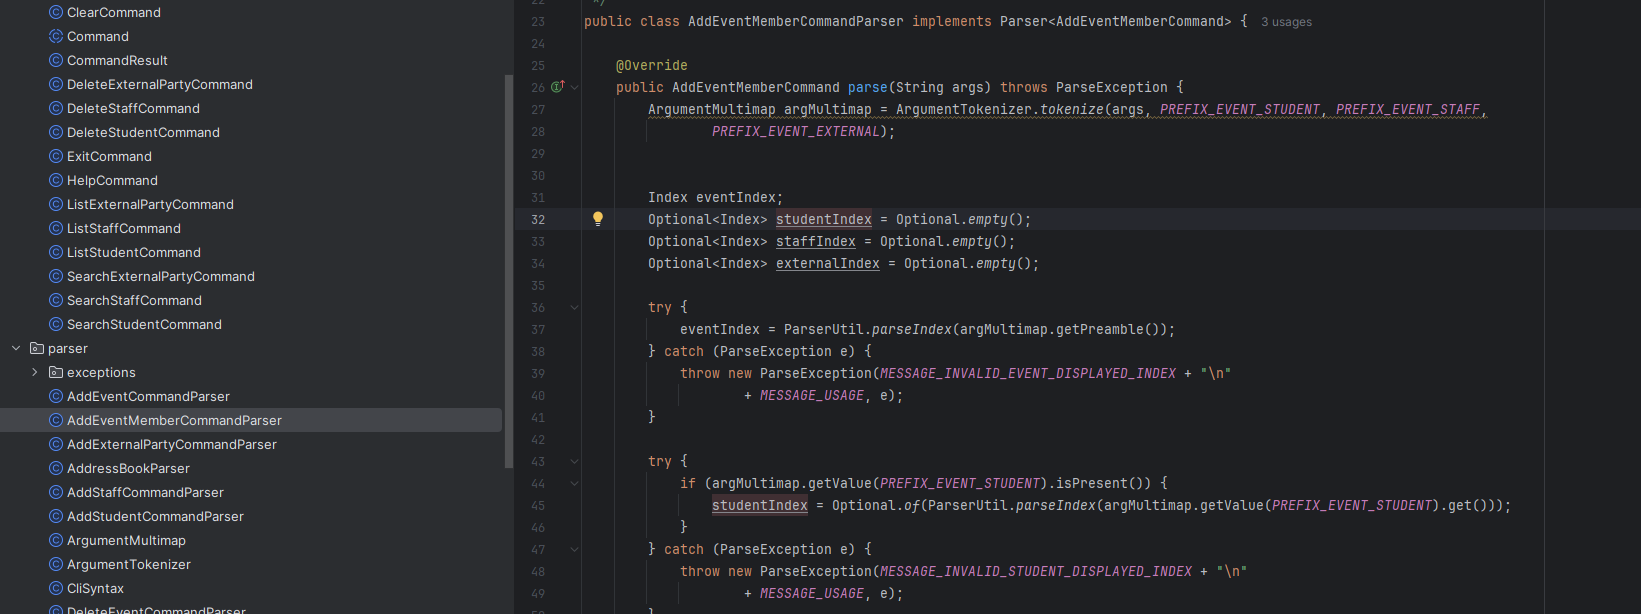 ClearCommand
Command
CommandResult
DeleteExternalPartyCommand
DeleteStaffCommand
DeleteStudentCommand
ExitCommand
HelpCommand
ListExternalPartyCommand
ListStaffCommand
ListStudentCommand
SearchExternalPartyCommand
SearchStaffCommand
SearchStudentCommand
parser
exceptions
AddEventCommandParser
AddEventMemberCommandParser
AddExternalPartyCommandParser
AddressBookParser
AddStaffCommandParser
AddStudentCommandParser
ArgumentMultimap
ArgumentTokenizer
CliSyntax
DeleteEventCommandParser
22 */
23 public class AddEventMemberCommandParser implements Parser<AddEventMemberCommand> { 3 usages
24
25 @Override
26 public AddEventMemberCommand parse(String args) throws ParseException {
27 ArgumentMultimap argMultimap = ArgumentTokenizer.tokenize(args, PREFIX_EVENT_STUDENT, PREFIX_EVENT_STAFF,
28 PREFIX_EVENT_EXTERNAL);
29
30
31 Index eventIndex;
32 Optional<Index> studentIndex = Optional.empty();
33 Optional<Index> staffIndex = Optional.empty();
34 Optional<Index> externalIndex = Optional.empty();
35
36 try {
37 eventIndex = ParserUtil.parseIndex(argMultimap.getPreamble());
38 } catch (ParseException e) {
39 throw new ParseException(MESSAGE_INVALID_EVENT_DISPLAYED_INDEX + "\n"
40 + MESSAGE_USAGE, e);
41 }
42
43 try {
44 if (argMultimap.getValue(PREFIX_EVENT_STUDENT).isPresent()) {
45 studentIndex = Optional.of(ParserUtil.parseIndex(argMultimap.getValue(PREFIX_EVENT_STUDENT).get()));
46 }
47 } catch (ParseException e) {
48 throw new ParseException(MESSAGE_INVALID_STUDENT_DISPLAYED_INDEX + "\n"
49 + MESSAGE_USAGE, e);